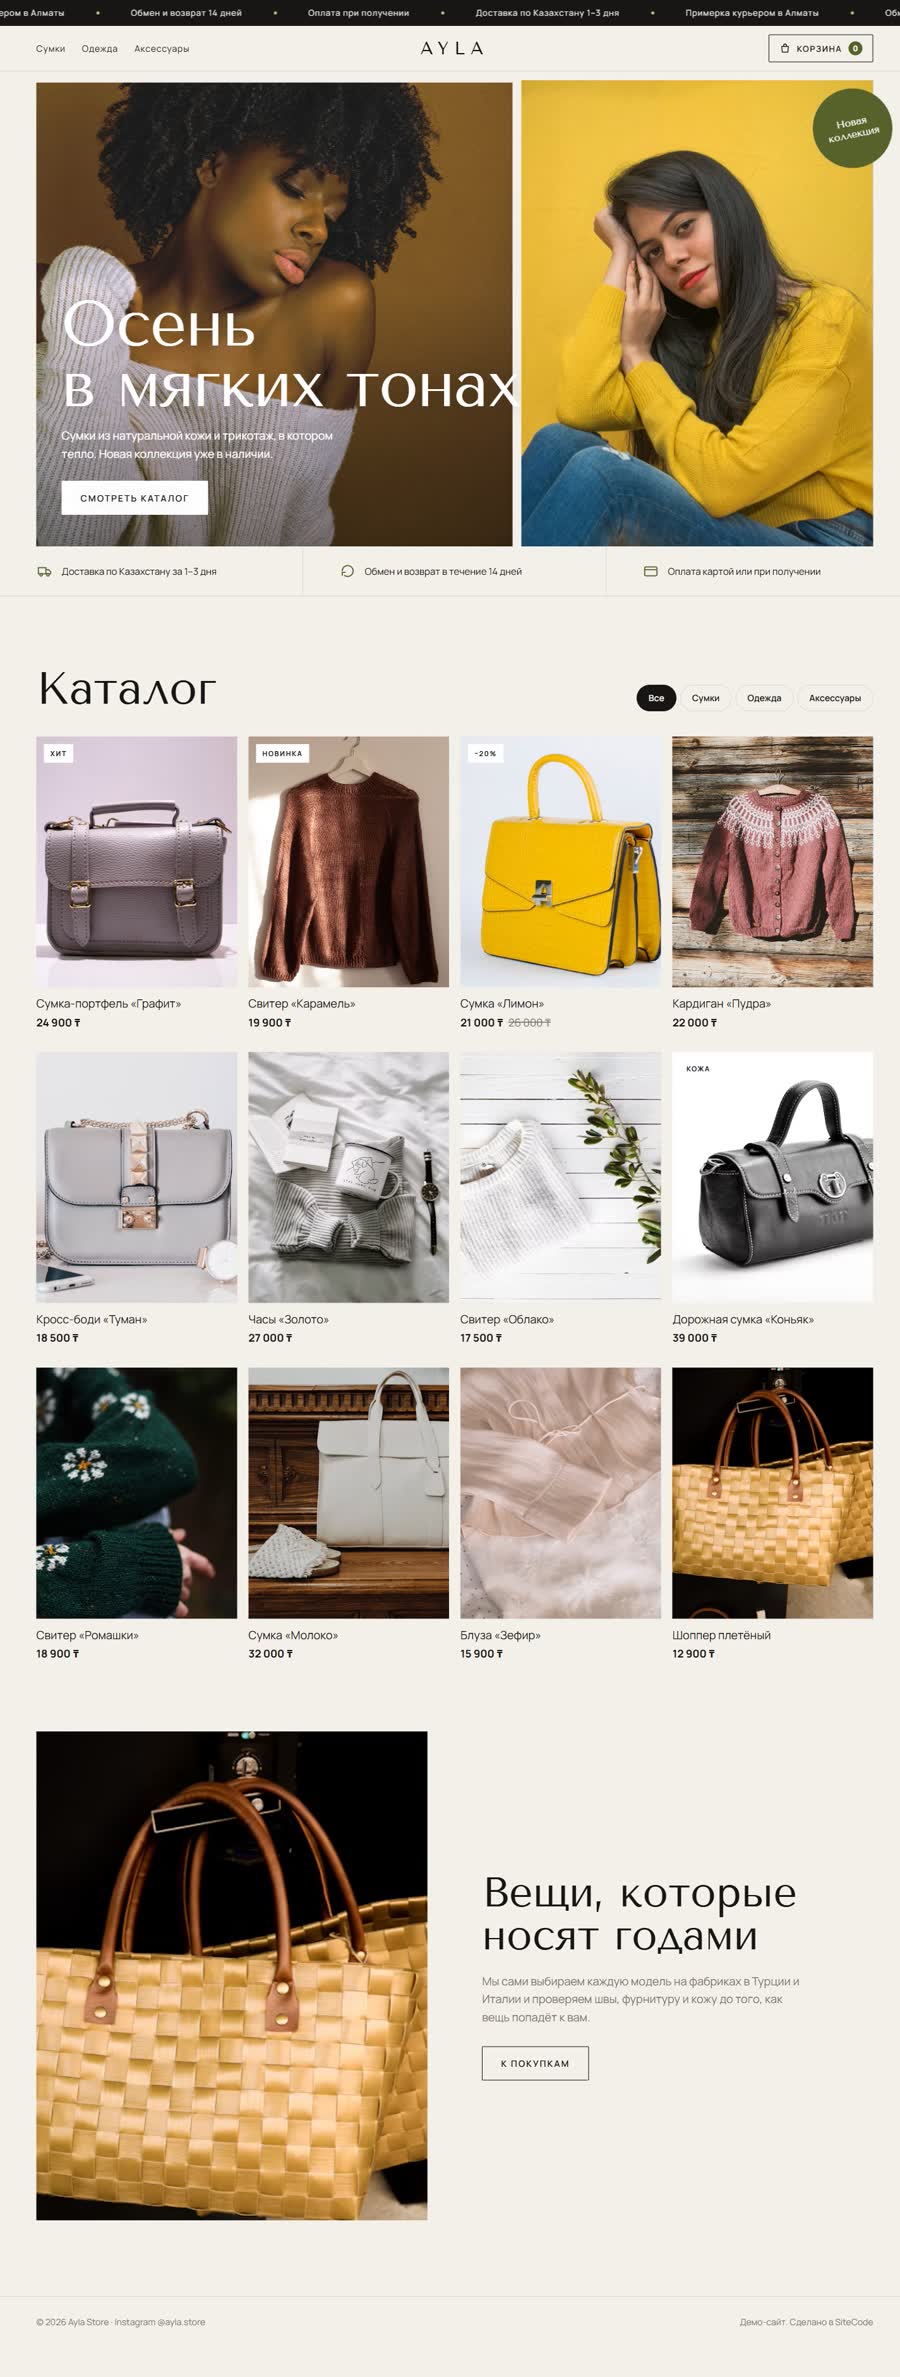 ером в Алматы • Обмен и возврат 14 дней • Оплата при получении • Доставка по Казахстану 1–3 дня • Примерка курьером в Алматы •
Сумки Одежда Аксессуары
AYLA
КОРЗИНА 0
Новая
коллекция
Осень
в мягких тонах
Сумки из натуральной кожи и трикотаж, в котором
тепло. Новая коллекция уже в наличии.
СМОТРЕТЬ КАТАЛОГ
Доставка по Казахстану за 1–3 дня
Обмен и возврат в течение 14 дней
Оплата картой или при получении
Каталог
Все Сумки Одежда Аксессуары
ХИТ
НОВИНКА
−20%
Сумка-портфель «Графит»
24 900 ₸
Свитер «Карамель»
19 900 ₸
Сумка «Лимон»
21 000 ₸ 26 000 ₸
Кардиган «Пудра»
22 000 ₸
КОЖА
Кросс-боди «Туман»
18 500 ₸
Часы «Золото»
27 000 ₸
Свитер «Облако»
17 500 ₸
Дорожная сумка «Коньяк»
39 000 ₸
Свитер «Ромашки»
18 900 ₸
Сумка «Молоко»
32 000 ₸
Блуза «Зефир»
15 900 ₸
Шоппер плетёный
12 900 ₸
Вещи, которые
носят годами
Мы сами выбираем каждую модель на фабриках в Турции и
Италии и проверяем швы, фурнитуру и кожу до того, как
вещь попадёт к вам.
К ПОКУПКАМ
© 2026 Ayla Store · Instagram @ayla.store
Демо-сайт. Сделано в SiteCode